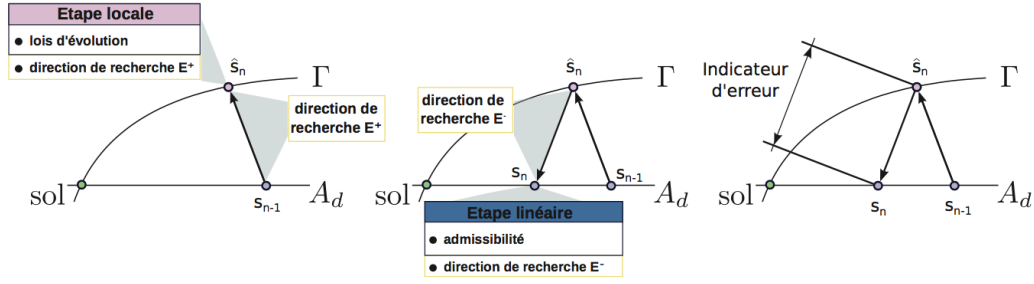 Etape locale
• lois d'évolution
• direction de recherche E⁺
ŝn
Γ
direction de
recherche E⁺
sol
sn-1
Ad
direction de
recherche E⁻
ŝn
Γ
sn
sol
sn-1
Ad
Etape linéaire
• admissibilité
• direction de recherche E⁻
Indicateur
d'erreur
ŝn
Γ
sol
sn
sn-1
Ad